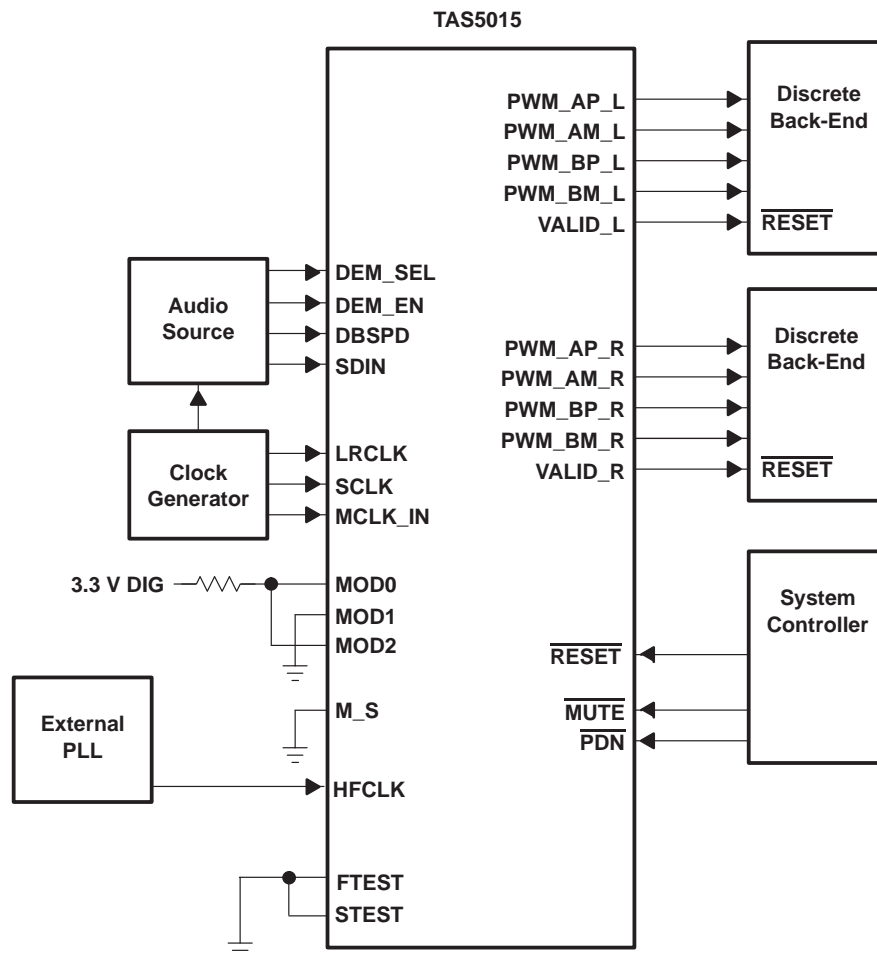 TAS5015
PWM_AP_L
PWM_AM_L
PWM_BP_L
PWM_BM_L
VALID_L
Discrete
Back-End
RESET
Audio
Source
DEM_SEL
DEM_EN
DBSPD
SDIN
PWM_AP_R
PWM_AM_R
PWM_BP_R
PWM_BM_R
VALID_R
Discrete
Back-End
RESET
Clock
Generator
LRCLK
SCLK
MCLK_IN
3.3 V DIG
MOD0
MOD1
MOD2
System
Controller
RESET
MUTE
PDN
External
PLL
M_S
HFCLK
FTEST
STEST